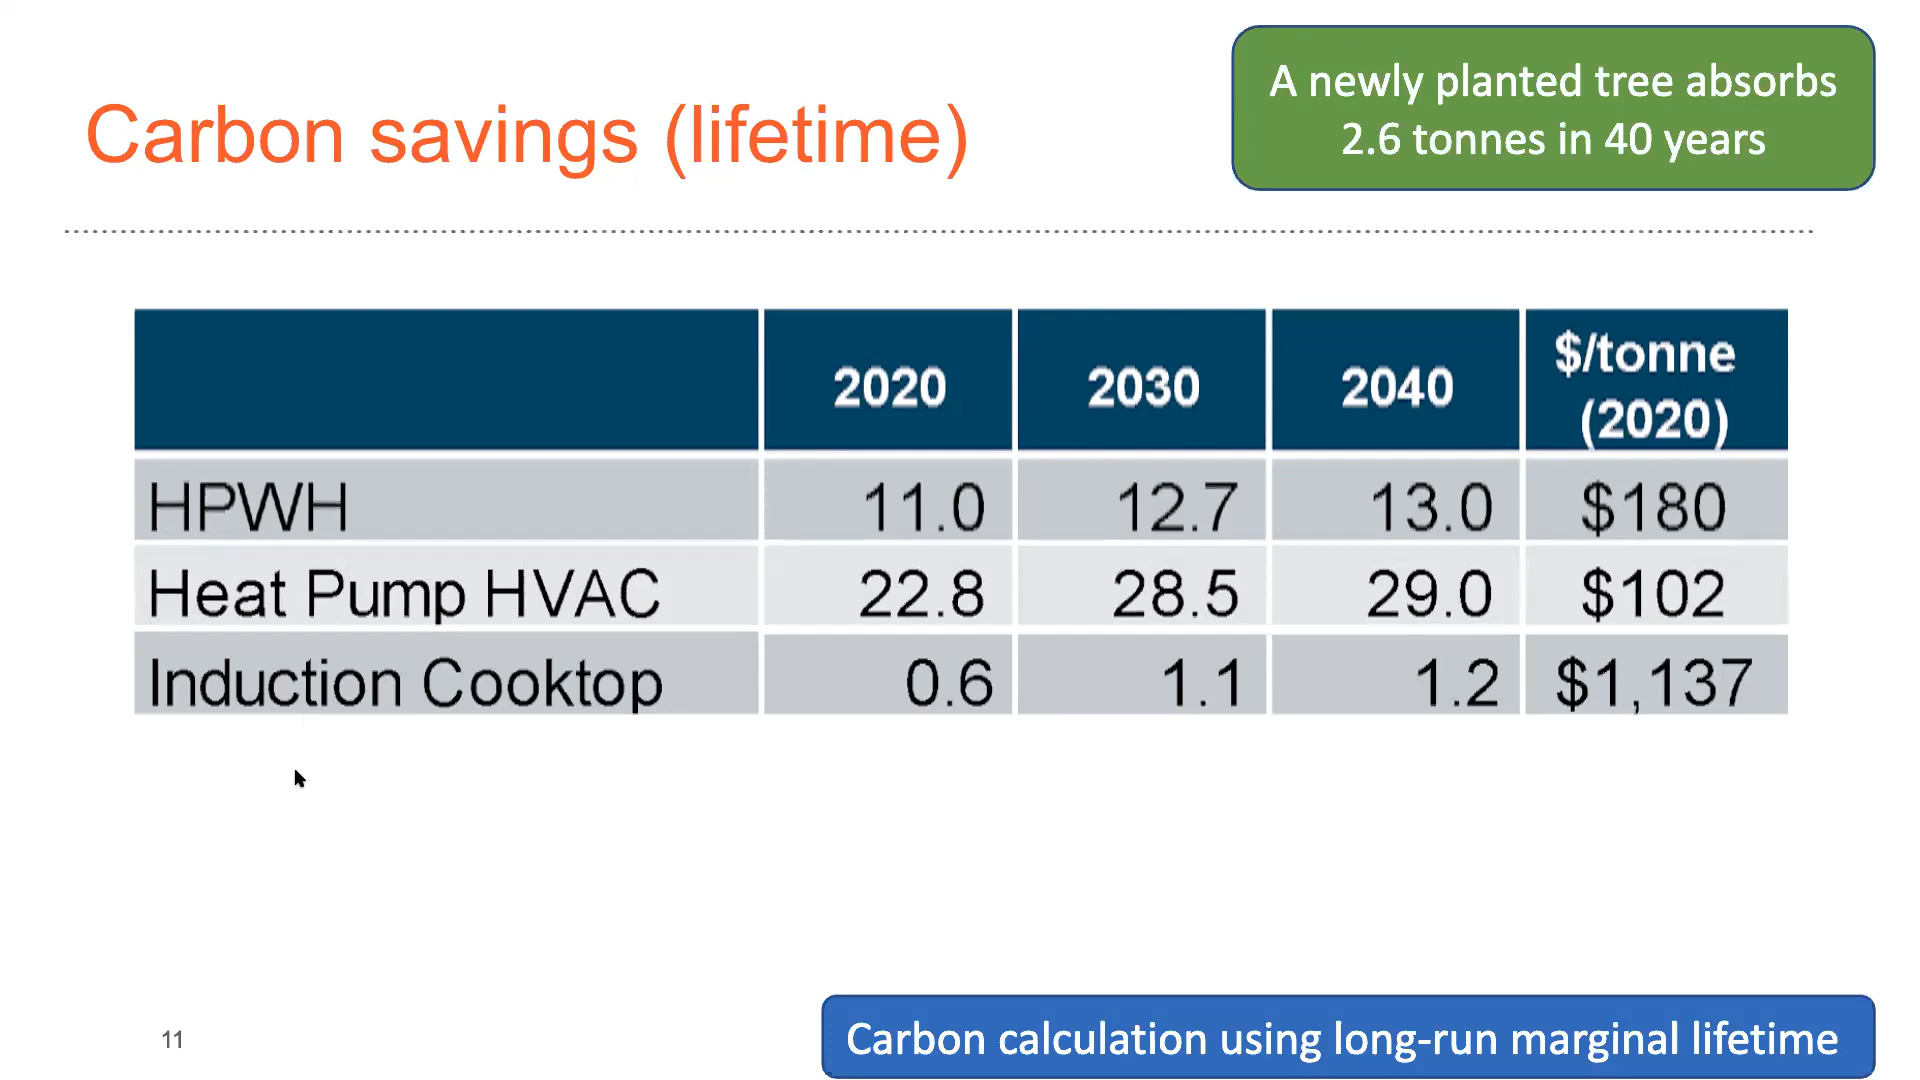 A newly planted tree absorbs
2.6 tonnes in 40 years
Carbon savings (lifetime)
2020 2030 2040 $/tonne (2020)
HPWH 11.0 12.7 13.0 $180
Heat Pump HVAC 22.8 28.5 29.0 $102
Induction Cooktop 0.6 1.1 1.2 $1,137
11
Carbon calculation using long-run marginal lifetime